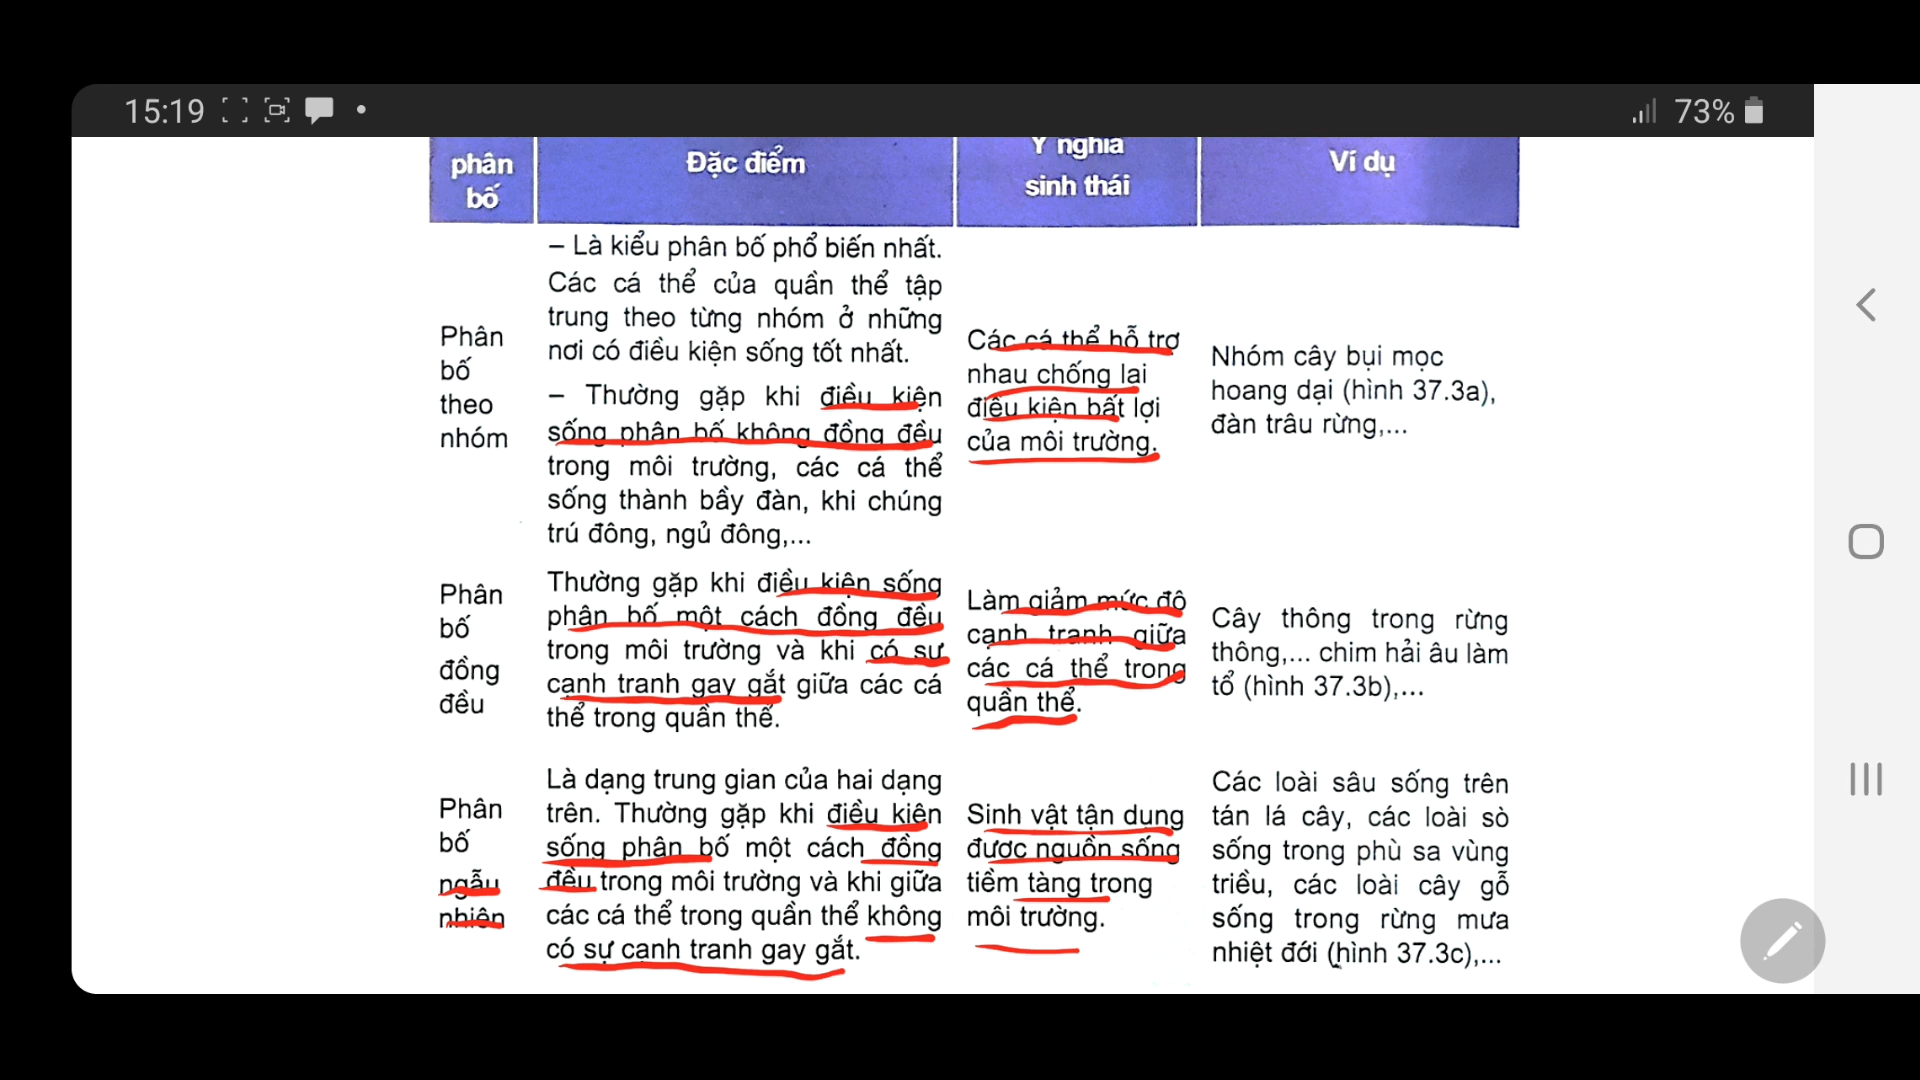 15:19
73%
phân
bố
Đặc điểm
Ý nghĩa
sinh thái
Ví dụ
Phân
bố
theo
nhóm
– Là kiểu phân bố phổ biến nhất.
Các cá thể của quần thể tập
trung theo từng nhóm ở những
nơi có điều kiện sống tốt nhất.
– Thường gặp khi điều kiện
sống phân bố không đồng đều
trong môi trường, các cá thể
sống thành bầy đàn, khi chúng
trú đông, ngủ đông,...
Các cá thể hỗ trợ
nhau chống lại
điều kiện bất lợi
của môi trường.
Nhóm cây bụi mọc
hoang dại (hình 37.3a),
đàn trâu rừng,...
Phân
bố
đồng
đều
Thường gặp khi điều kiện sống
phân bố một cách đồng đều
trong môi trường và khi có sự
cạnh tranh gay gắt giữa các cá
thể trong quần thể.
Làm giảm mức độ
cạnh tranh giữa
các cá thể trong
quần thể.
Cây thông trong rừng
thông,... chim hải âu làm
tổ (hình 37.3b),...
Phân
bố
ngẫu
nhiên
Là dạng trung gian của hai dạng
trên. Thường gặp khi điều kiện
sống phân bố một cách đồng
đều trong môi trường và khi giữa
các cá thể trong quần thể không
có sự cạnh tranh gay gắt.
Sinh vật tận dụng
được nguồn sống
tiềm tàng trong
môi trường.
Các loài sâu sống trên
tán lá cây, các loài sò
sống trong phù sa vùng
triều, các loài cây gỗ
sống trong rừng mưa
nhiệt đới (hình 37.3c),...